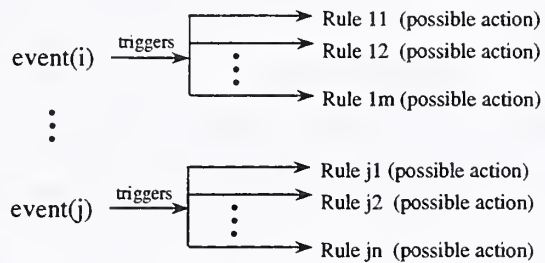 Rule 11 (possible action)
triggers
Rule 12 (possible action)
event(i)
Rule 1m (possible action)
Rule j1 (possible action)
triggers
Rule j2 (possible action)
event(j)
Rule jn (possible action)